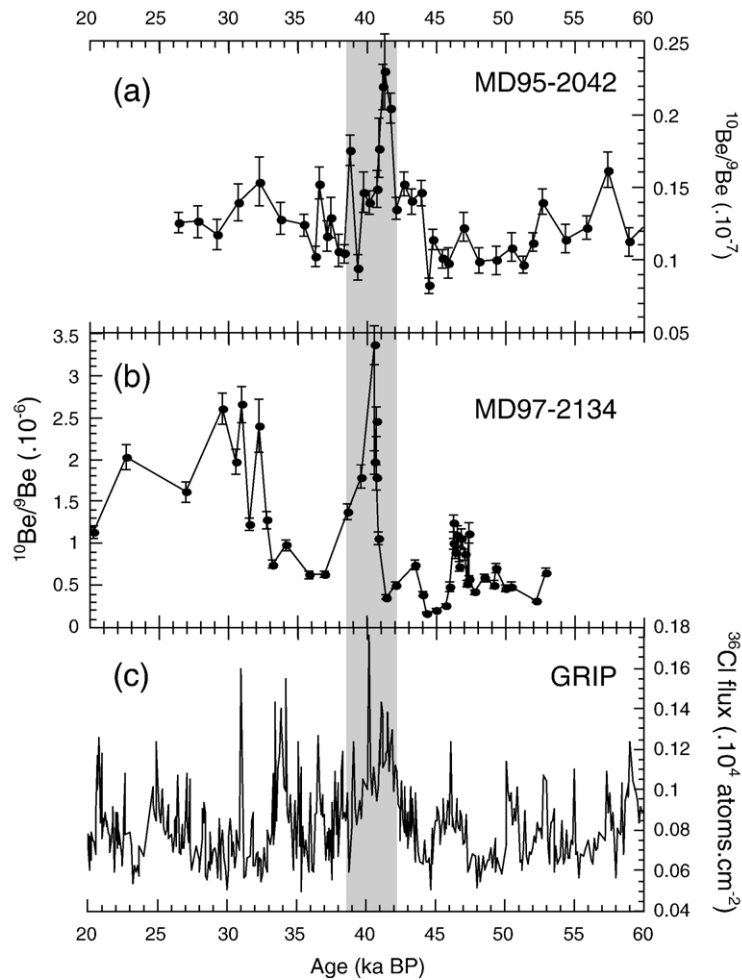 20 25 30 35 40 45 50 55 60
(a) MD95-2042
0.25
0.2
0.15
0.1
0.05
¹⁰Be/⁹Be (.10⁻⁷)
(b) MD97-2134
3.5
3
2.5
2
1.5
1
0.5
0
¹⁰Be/⁹Be (.10⁻⁶)
(c) GRIP
0.18
0.16
0.14
0.12
0.1
0.08
0.06
0.04
³⁶Cl flux (.10⁴ atoms.cm⁻²)
20 25 30 35 40 45 50 55 60
Age (ka BP)